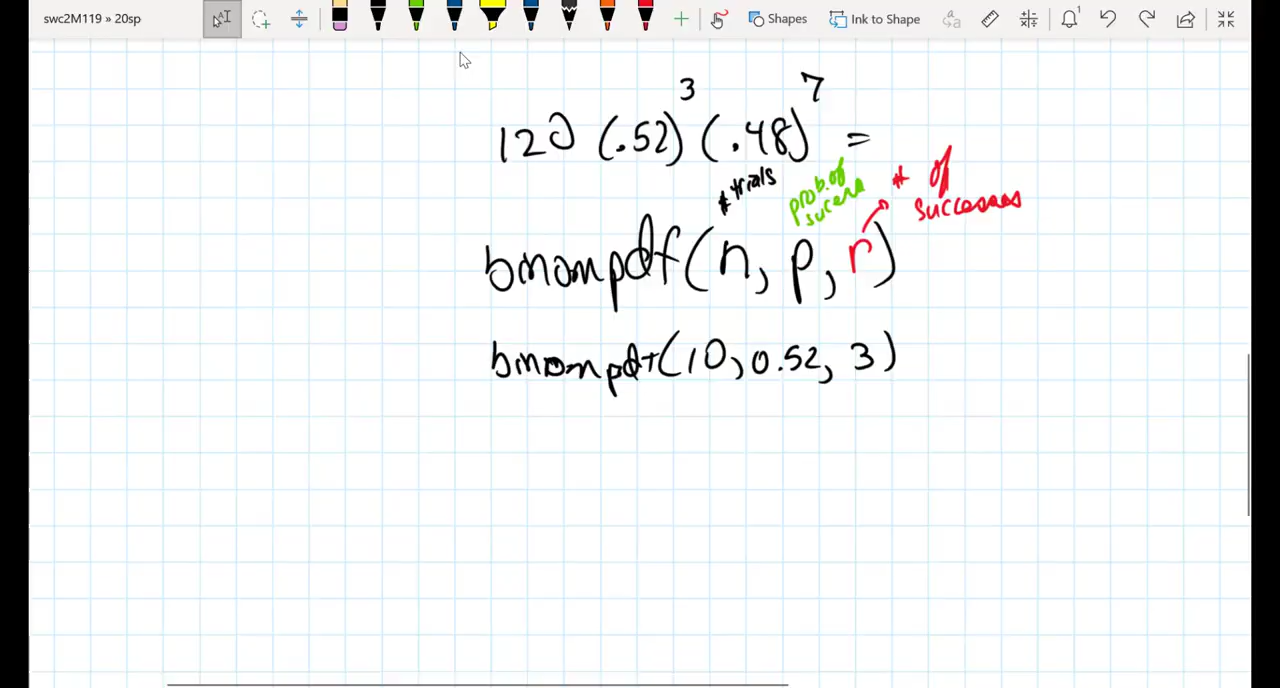 swc2M119 » 20sp
Shapes
Ink to Shape
1
120 (.52)^3 (.48)^7 =
# trials
prob. of success
# of successes
binompdf(n, p, r)
binompdf(10, 0.52, 3)